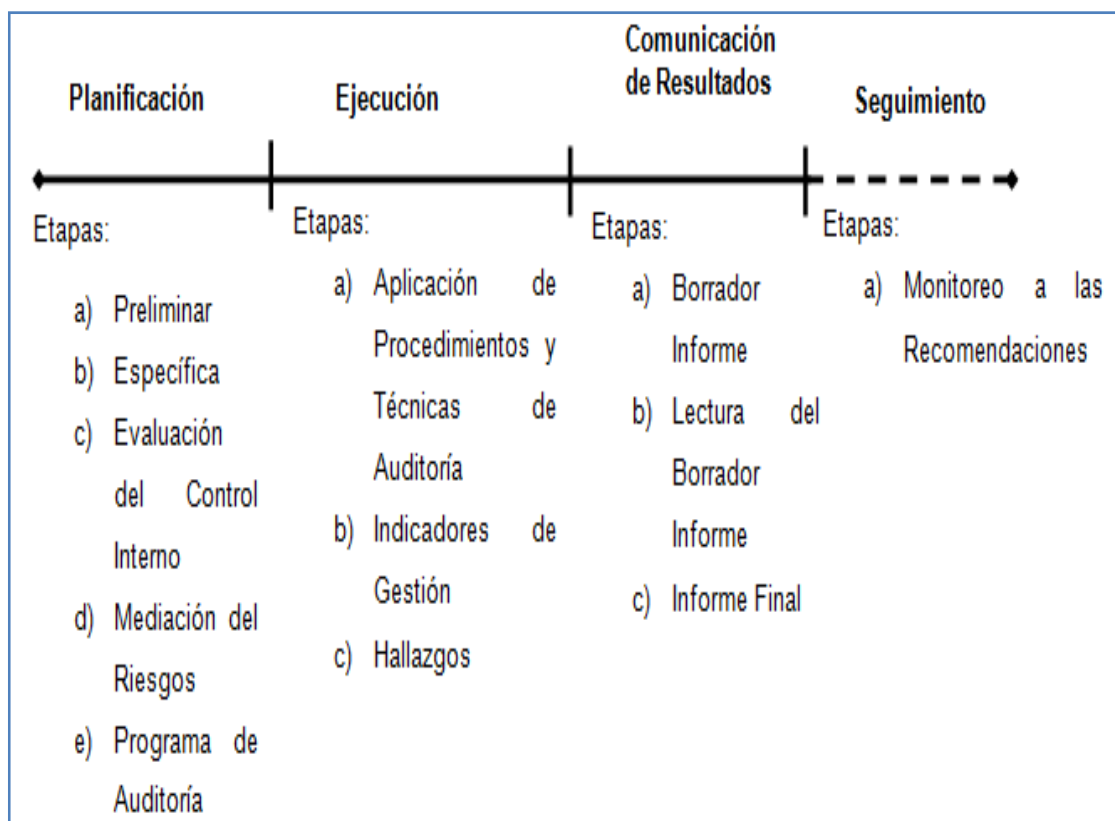 Planificación
Ejecución
Comunicación
de Resultados
Seguimiento
Etapas:
a) Preliminar
b) Específica
c) Evaluación
del Control
Interno
d) Mediación del
Riesgos
e) Programa de
Auditoría
Etapas:
a) Aplicación de
Procedimientos y
Técnicas de
Auditoría
b) Indicadores de
Gestión
c) Hallazgos
Etapas:
a) Borrador
Informe
b) Lectura del
Borrador
Informe
c) Informe Final
Etapas:
a) Monitoreo a las
Recomendaciones